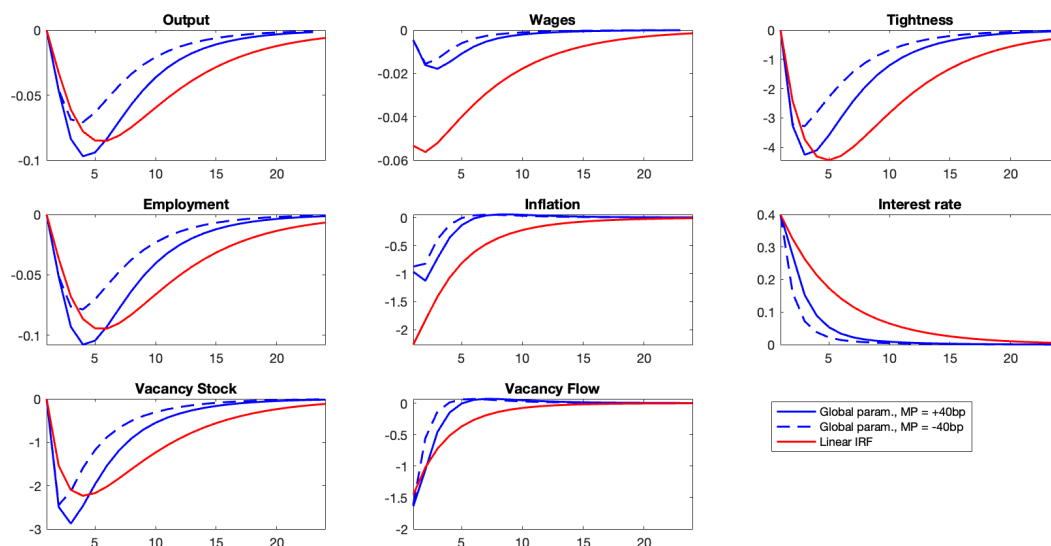 Output
0
-0.05
-0.1
5 10 15 20
Wages
0
-0.02
-0.04
-0.06
5 10 15 20
Tightness
0
-1
-2
-3
-4
5 10 15 20
Employment
0
-0.05
-0.1
5 10 15 20
Inflation
0
-0.5
-1
-1.5
-2
5 10 15 20
Interest rate
0.4
0.3
0.2
0.1
0
5 10 15 20
Vacancy Stock
0
-1
-2
-3
5 10 15 20
Vacancy Flow
0
-0.5
-1
-1.5
-2
5 10 15 20
Global param., MP = +40bp
Global param., MP = -40bp
Linear IRF